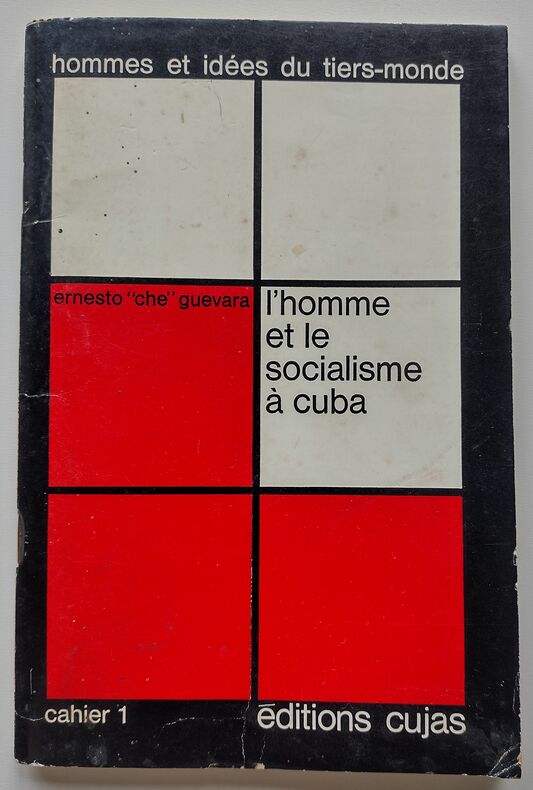 hommes et idées du tiers-monde
ernesto "che" guevara
l'homme
et le
socialisme
à cuba
cahier 1
éditions cujas